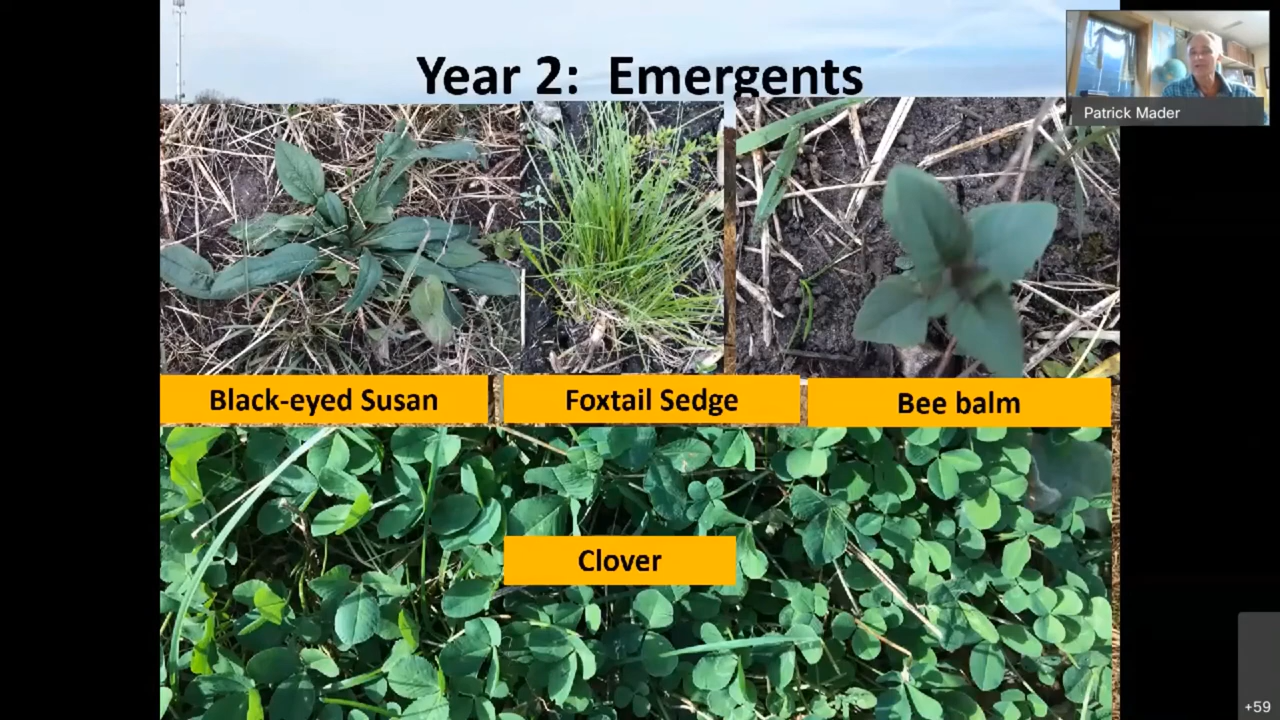 Year 2: Emergents
Patrick Mader
Black-eyed Susan
Foxtail Sedge
Bee balm
Clover
+59